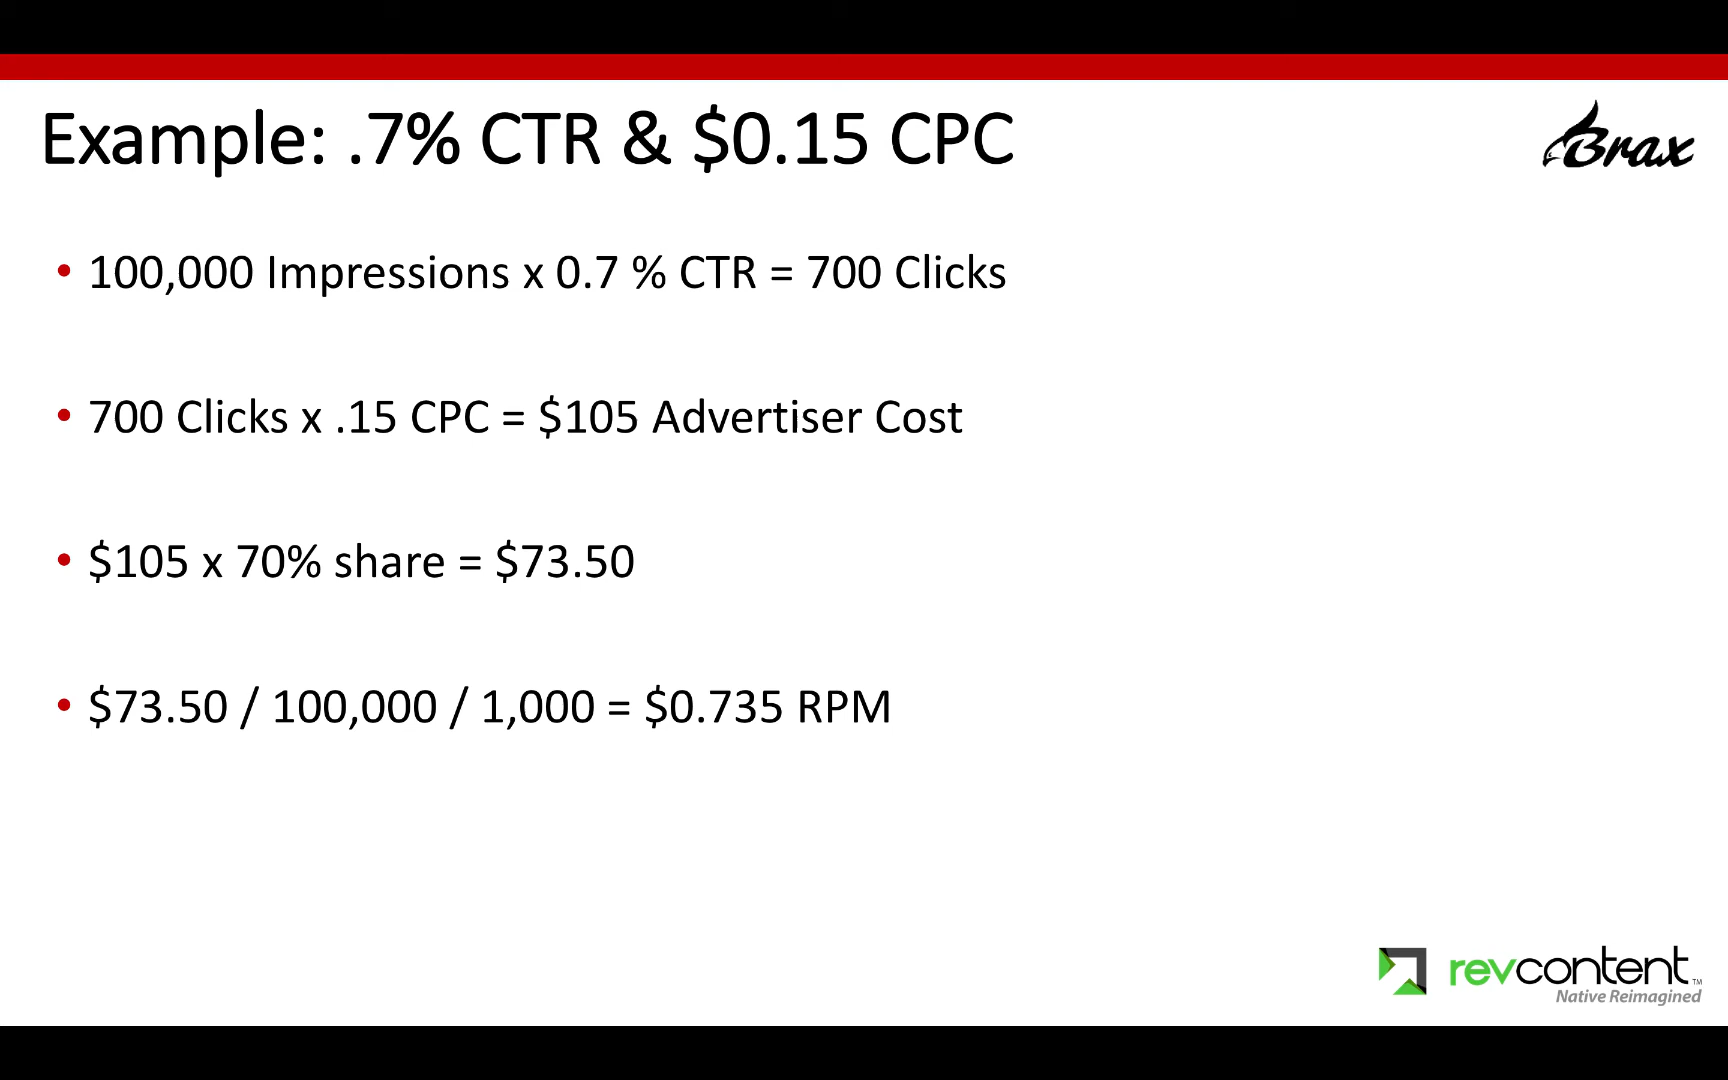 Example: .7% CTR & $0.15 CPC
Brax
• 100,000 Impressions x 0.7 % CTR = 700 Clicks
• 700 Clicks x .15 CPC = $105 Advertiser Cost
• $105 x 70% share = $73.50
• $73.50 / 100,000 / 1,000 = $0.735 RPM
revcontent™
Native Reimagined